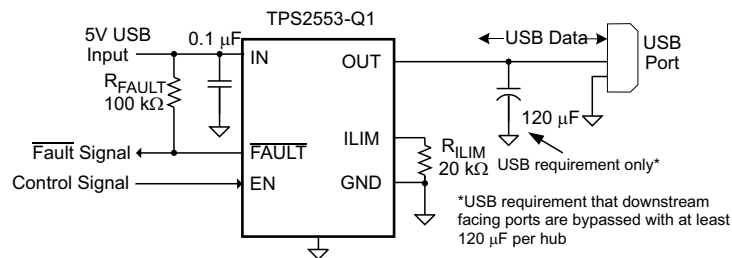 TPS2553-Q1
5V USB
Input
0.1 μF
IN
OUT
USB Data
USB
Port
R_FAULT
100 kΩ
120 μF
USB requirement only*
Fault Signal
FAULT
ILIM
R_ILIM
20 kΩ
Control Signal
EN
GND
*USB requirement that downstream
facing ports are bypassed with at least
120 μF per hub